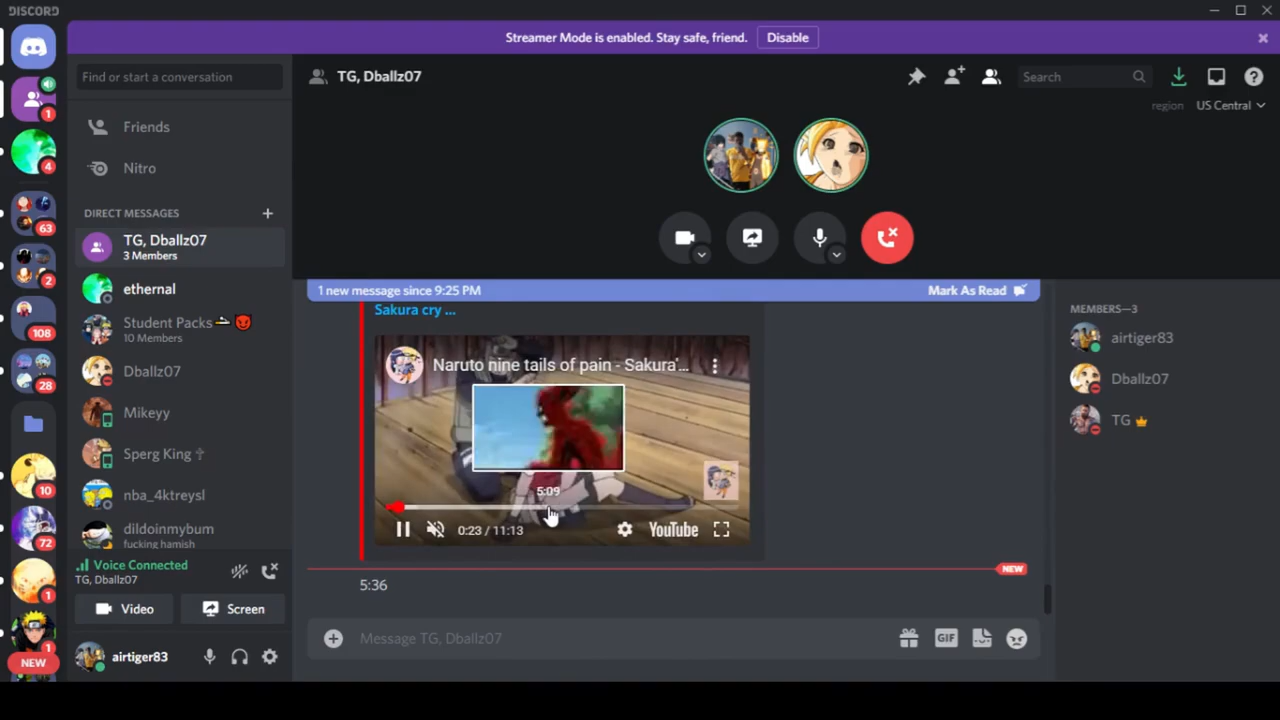 DISCORD
Streamer Mode is enabled. Stay safe, friend.
Disable
Find or start a conversation
Friends
Nitro
DIRECT MESSAGES
TG, Dballz07
3 Members
ethernal
Student Packs
10 Members
Dballz07
Mikeyy
Sperg King ✞
nba_4ktreysl
dildoinmybum
fucking hamish
Voice Connected
TG, Dballz07
Video
Screen
airtiger83
1
4
63
2
108
28
10
72
1
1
NEW
TG, Dballz07
Search
region
US Central
1 new message since 9:25 PM
Mark As Read
Sakura cry ...
Naruto nine tails of pain - Sakura'...
5:09
0:23 / 11:13
YouTube
NEW
5:36
Message TG, Dballz07
GIF
MEMBERS—3
airtiger83
Dballz07
TG